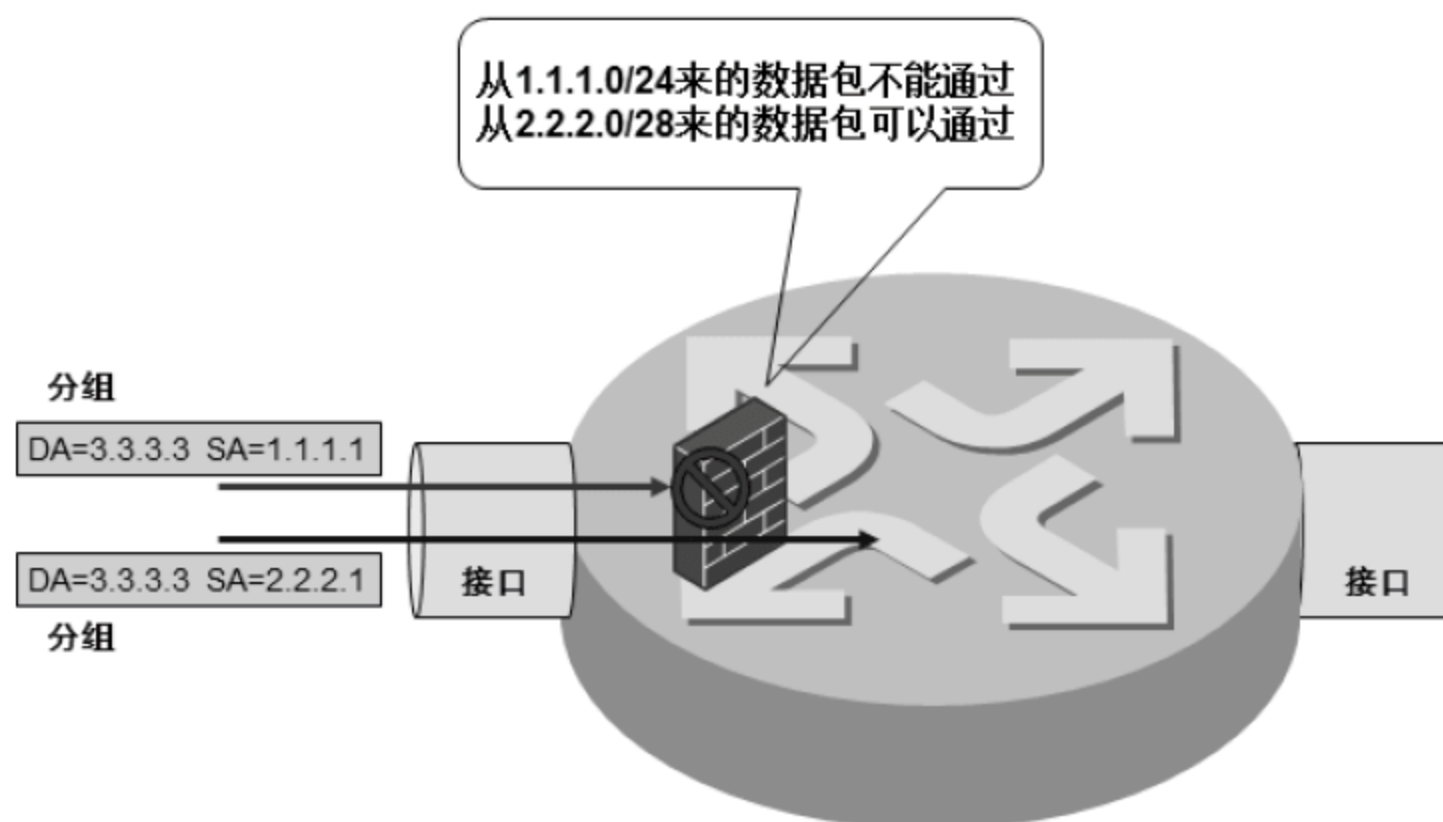 从1.1.1.0/24来的数据包不能通过
从2.2.2.0/28来的数据包可以通过
分组
DA=3.3.3.3 SA=1.1.1.1
DA=3.3.3.3 SA=2.2.2.1
分组
接口
接口